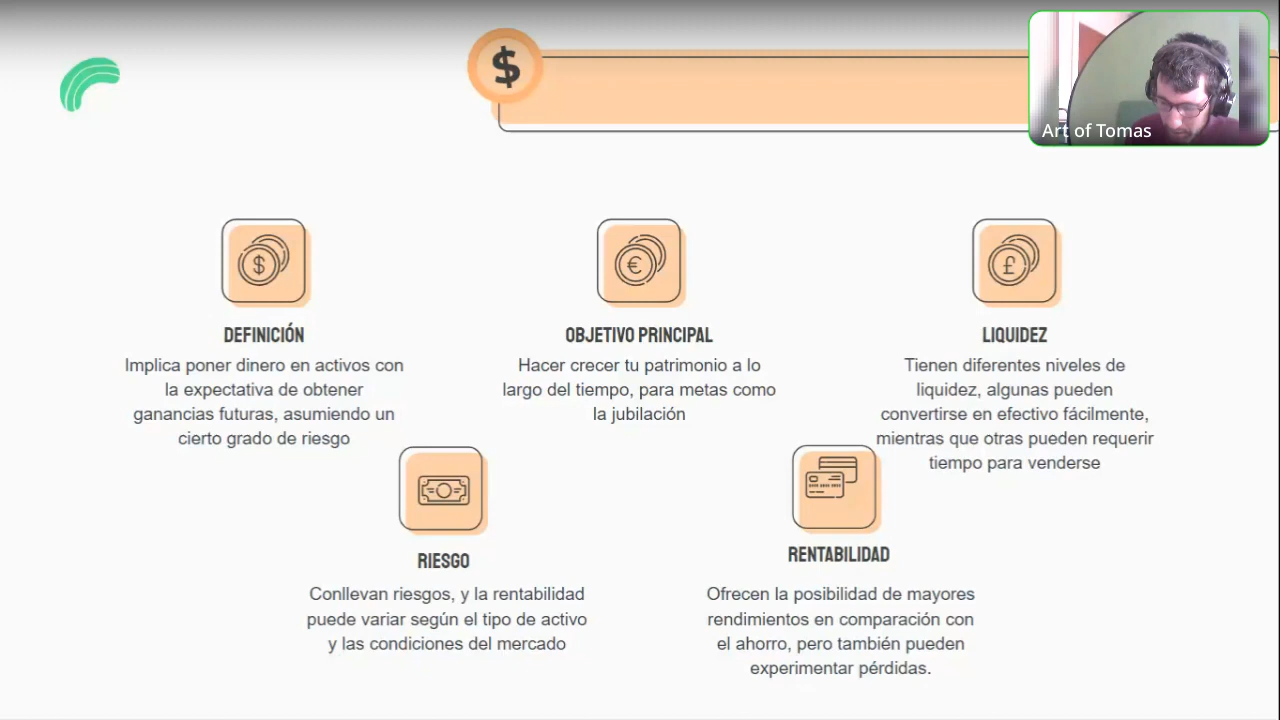 $
Art of Tomas
$
€
£
DEFINICIÓN
Implica poner dinero en activos con
la expectativa de obtener
ganancias futuras, asumiendo un
cierto grado de riesgo
OBJETIVO PRINCIPAL
Hacer crecer tu patrimonio a lo
largo del tiempo, para metas como
la jubilación
LIQUIDEZ
Tienen diferentes niveles de
liquidez, algunas pueden
convertirse en efectivo fácilmente,
mientras que otras pueden requerir
tiempo para venderse
RIESGO
Conllevan riesgos, y la rentabilidad
puede variar según el tipo de activo
y las condiciones del mercado
RENTABILIDAD
Ofrecen la posibilidad de mayores
rendimientos en comparación con
el ahorro, pero también pueden
experimentar pérdidas.